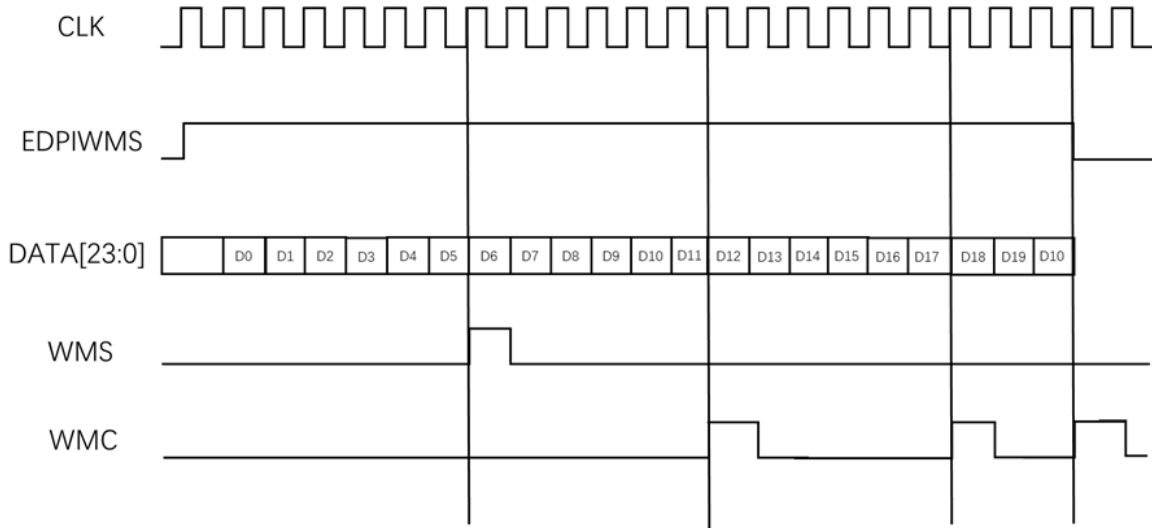 CLK
EDPIWMS
DATA[23:0]
D0 D1 D2 D3 D4 D5 D6 D7 D8 D9 D10 D11 D12 D13 D14 D15 D16 D17 D18 D19 D10
WMS
WMC